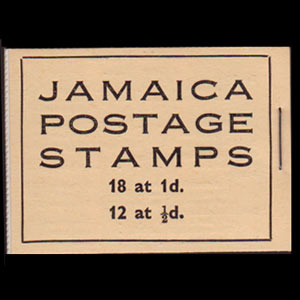 JAMAICA
POSTAGE
STAMPS
18 at 1d.
12 at ½d.